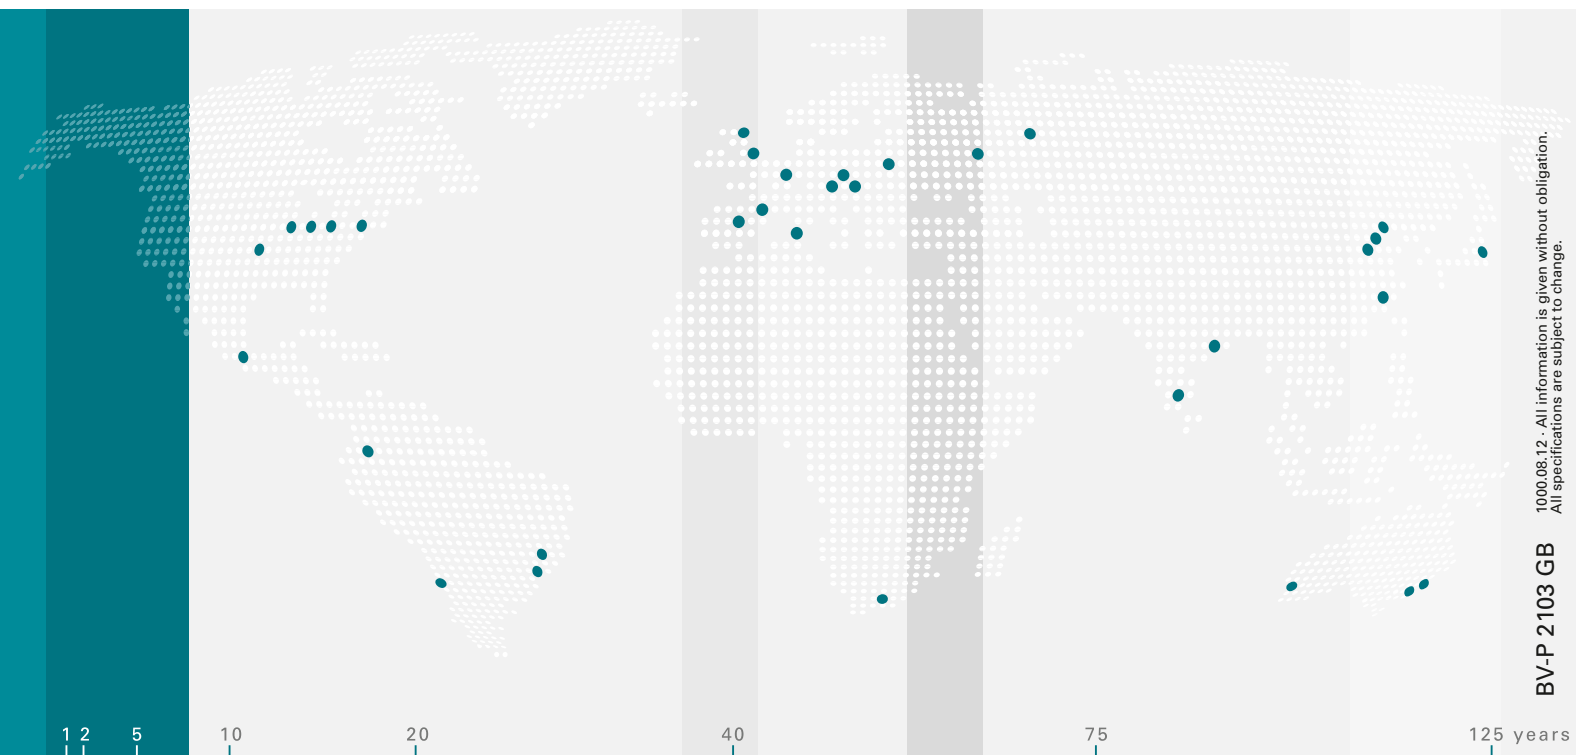 1000.08.12 · All information is given without obligation.
All specifications are subject to change.
BV-P 2103 GB
1 2 5 10 20 40 75 125 years